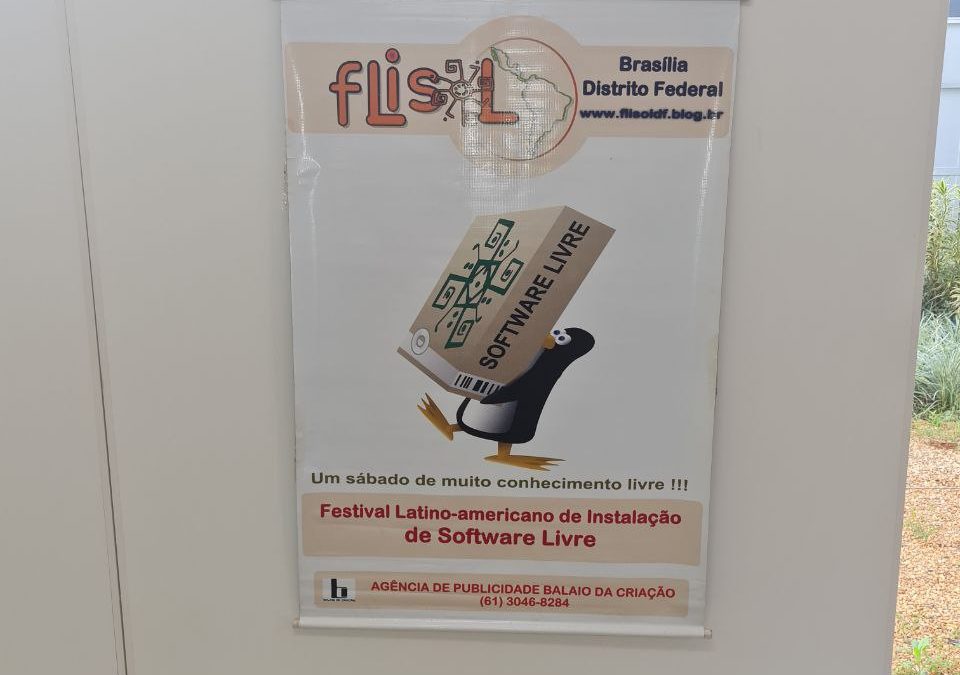 fLISOL
Brasília
Distrito Federal
www.flisoldf.blog.br
SOFTWARE LIVRE
Um sábado de muito conhecimento livre !!!
Festival Latino-americano de Instalação
de Software Livre
AGÊNCIA DE PUBLICIDADE BALAIO DA CRIAÇÃO
(61) 3046-8284